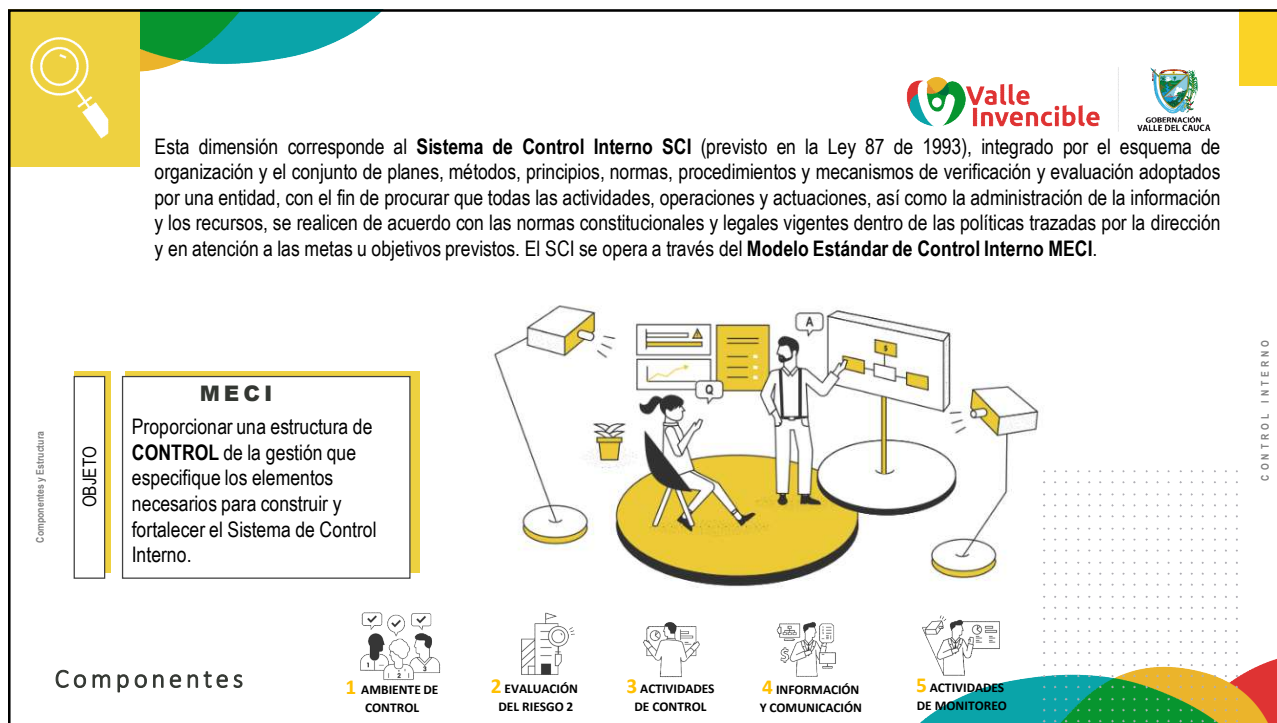 Valle
Invencible
GOBERNACIÓN
VALLE DEL CAUCA
Esta dimensión corresponde al Sistema de Control Interno SCI (previsto en la Ley 87 de 1993), integrado por el esquema de
organización y el conjunto de planes, métodos, principios, normas, procedimientos y mecanismos de verificación y evaluación adoptados
por una entidad, con el fin de procurar que todas las actividades, operaciones y actuaciones, así como la administración de la información
y los recursos, se realicen de acuerdo con las normas constitucionales y legales vigentes dentro de las políticas trazadas por la dirección
y en atención a las metas u objetivos previstos. El SCI se opera a través del Modelo Estándar de Control Interno MECI.
Componentes y Estructura
OBJETO
MECI
Proporcionar una estructura de
CONTROL de la gestión que
especifique los elementos
necesarios para construir y
fortalecer el Sistema de Control
Interno.
A
Q
$
CONTROL INTERNO
Componentes
1
2
3
$
1 AMBIENTE DE
CONTROL
2 EVALUACIÓN
DEL RIESGO 2
3 ACTIVIDADES
DE CONTROL
4 INFORMACIÓN
Y COMUNICACIÓN
5 ACTIVIDADES
DE MONITOREO